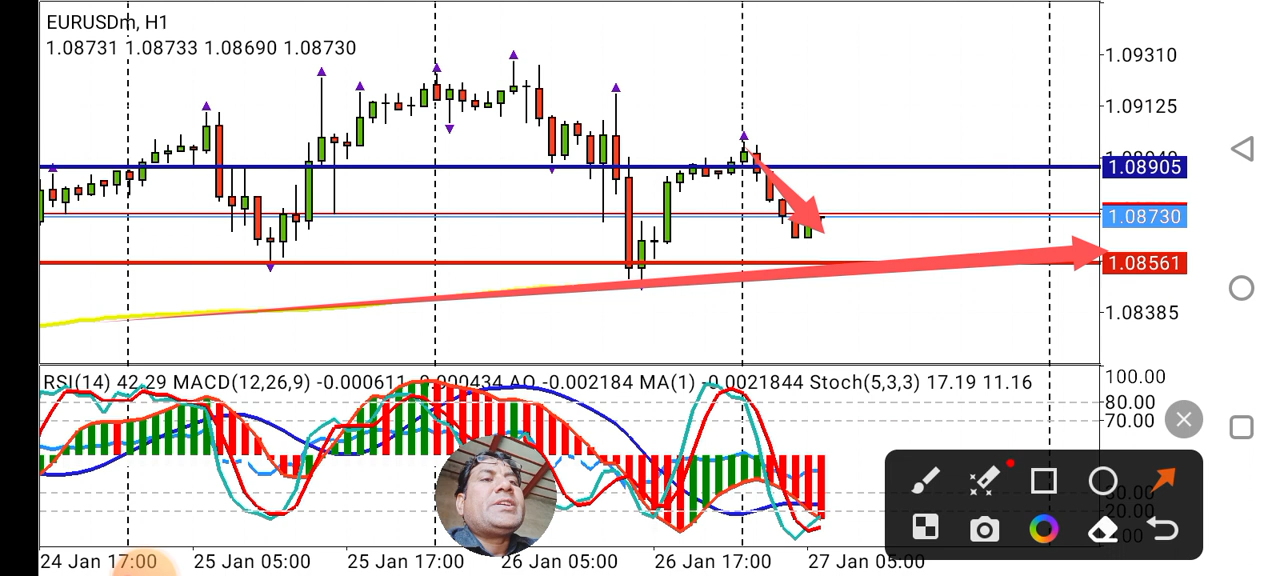 EURUSDm, H1
1.08731 1.08733 1.08690 1.08730
1.09310
1.09125
1.08905
1.08730
1.08561
1.08385
RSI(14) 42.29 MACD(12,26,9) -0.000611 -0.000434 AO -0.002184 MA(1) -0.0021844 Stoch(5,3,3) 17.19 11.16
100.00
80.00
70.00
30.00
20.00
24 Jan 17:00 25 Jan 05:00 25 Jan 17:00 26 Jan 05:00 26 Jan 17:00 27 Jan 05:00